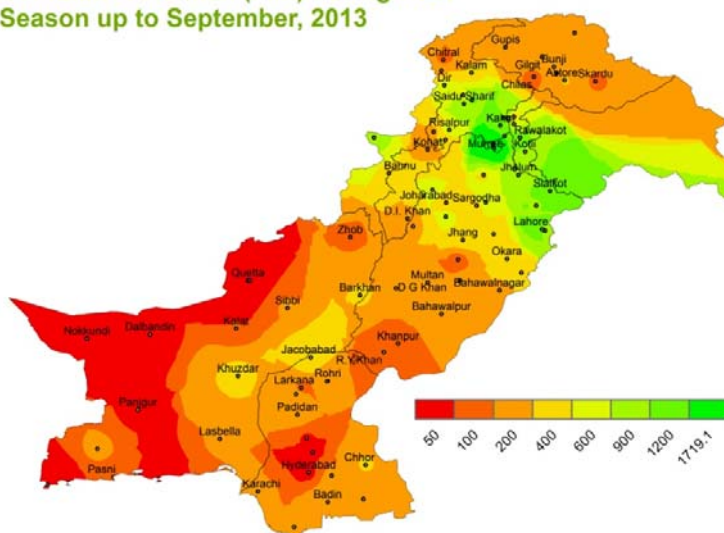 Season up to September, 2013
Gupis
Chitral
Bunji
Kalam
Gilgit
Astore Skardu
Dir
Chilas
Saidu Sharif
Kakul
Risalpur
Rawalakot
Kohat
Kotli
Bannu
Jhelum
Sialkot
Joharabad Sargodha
D.I. Khan
Lahore
Zhob
Jhang
Okara
Quetta
Multan
Barkhan
D G Khan
Bahawalnagar
Sibbi
Bahawalpur
Kalat
Nokkundi
Dalbandin
Khanpur
Jacobabad
R.Y.Khan
Khuzdar
Rohri
Larkana
Panjgur
Padidan
Lasbella
Pasni
Hyderabad
Chhor
Karachi
Badin
50
100
200
400
600
900
1200
1719.1